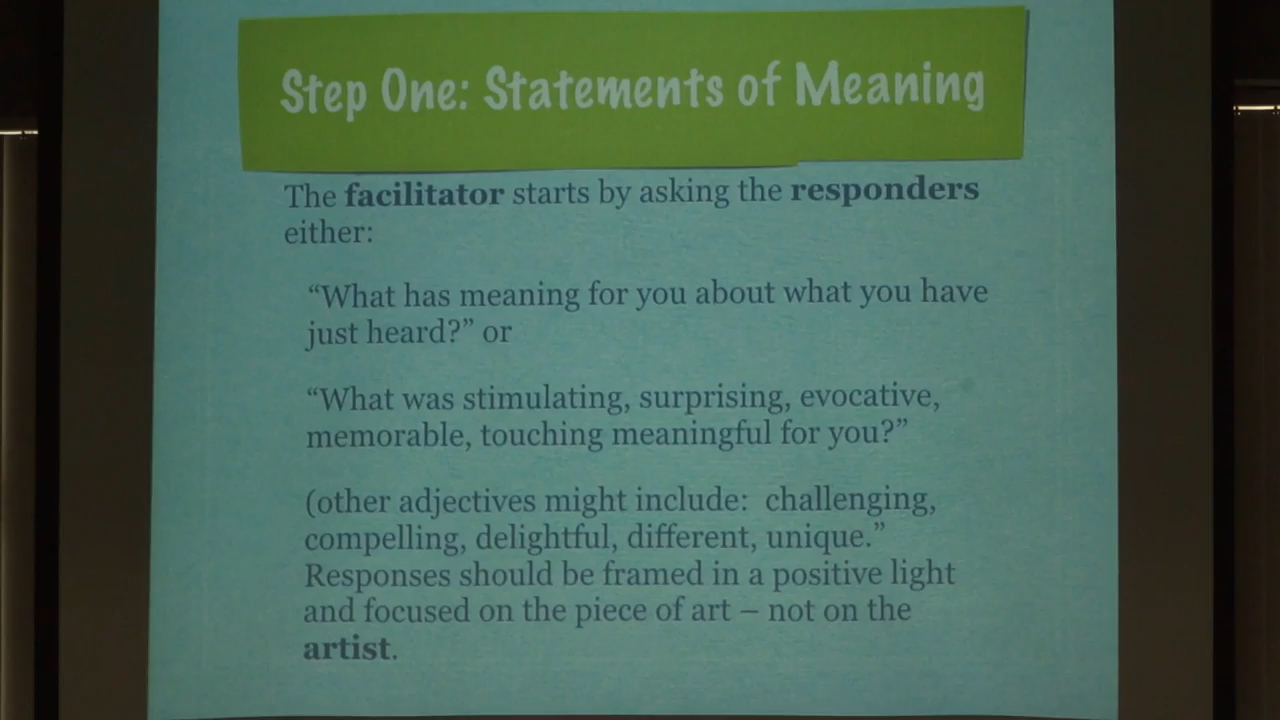 Step One: Statements of Meaning
The facilitator starts by asking the responders
either:
“What has meaning for you about what you have
just heard?” or
“What was stimulating, surprising, evocative,
memorable, touching meaningful for you?”
(other adjectives might include:  challenging,
compelling, delightful, different, unique.”
Responses should be framed in a positive light
and focused on the piece of art – not on the
artist.